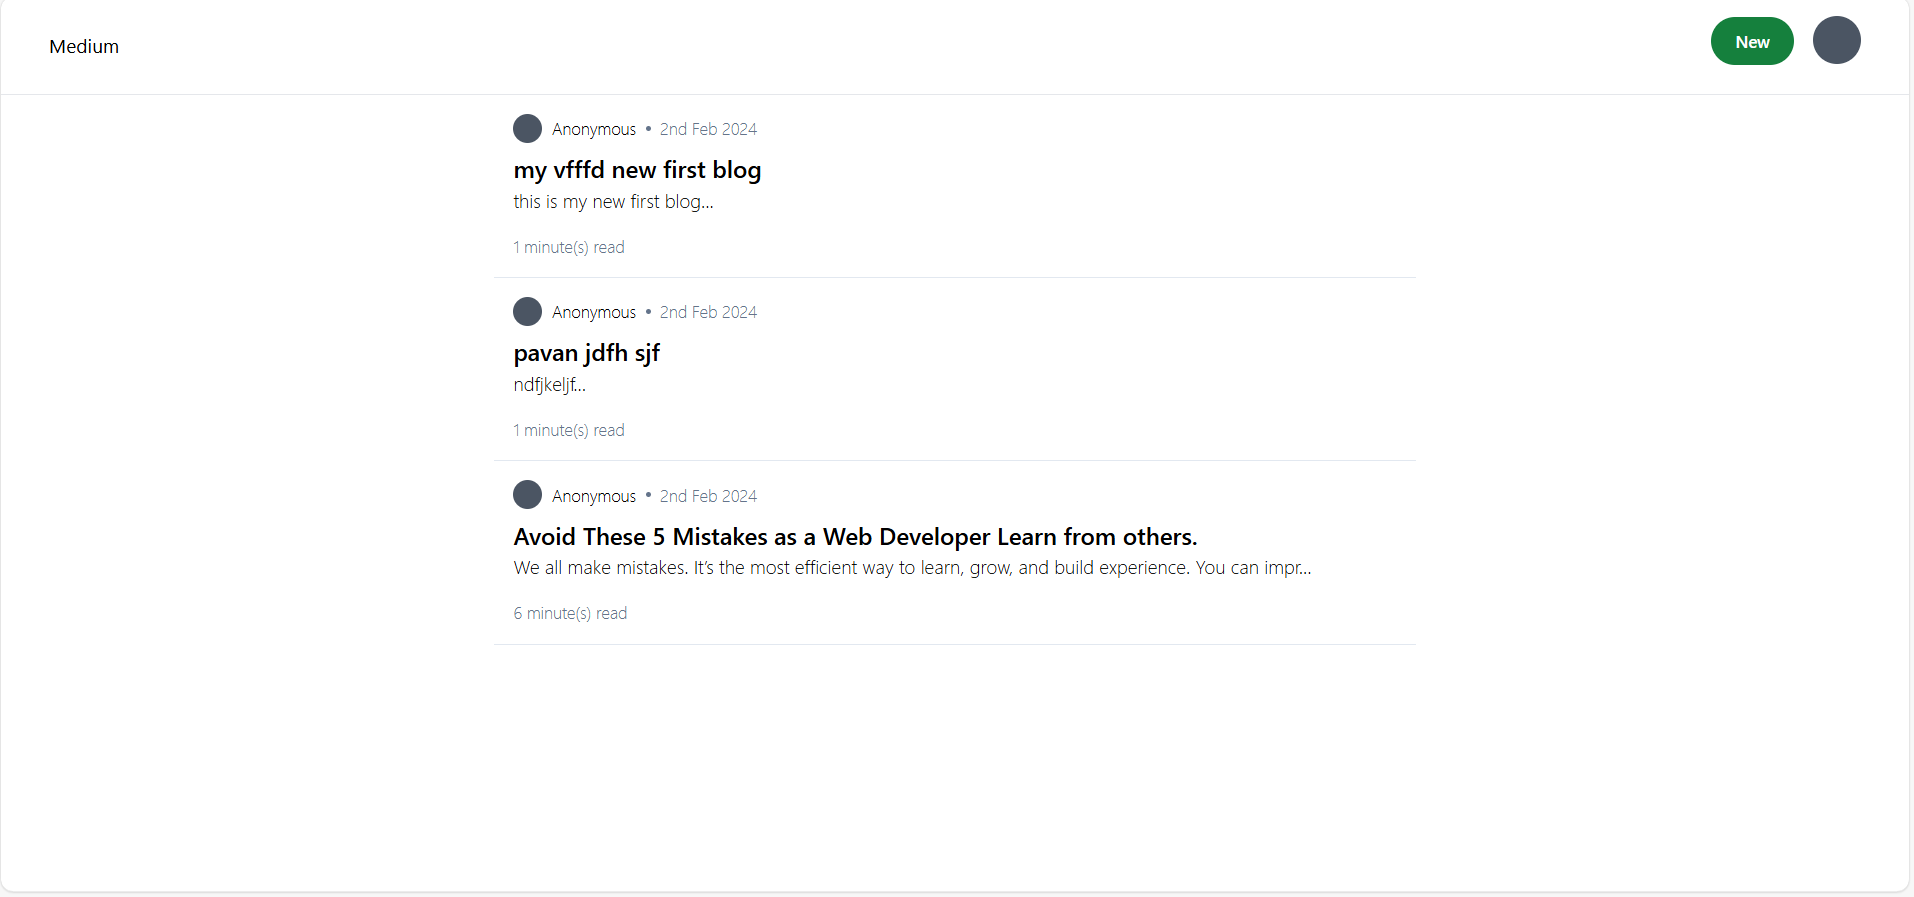 Medium
New
Anonymous • 2nd Feb 2024
my vfffd new first blog
this is my new first blog...
1 minute(s) read
Anonymous • 2nd Feb 2024
pavan jdfh sjf
ndfjkeljf...
1 minute(s) read
Anonymous • 2nd Feb 2024
Avoid These 5 Mistakes as a Web Developer Learn from others.
We all make mistakes. It’s the most efficient way to learn, grow, and build experience. You can impr...
6 minute(s) read